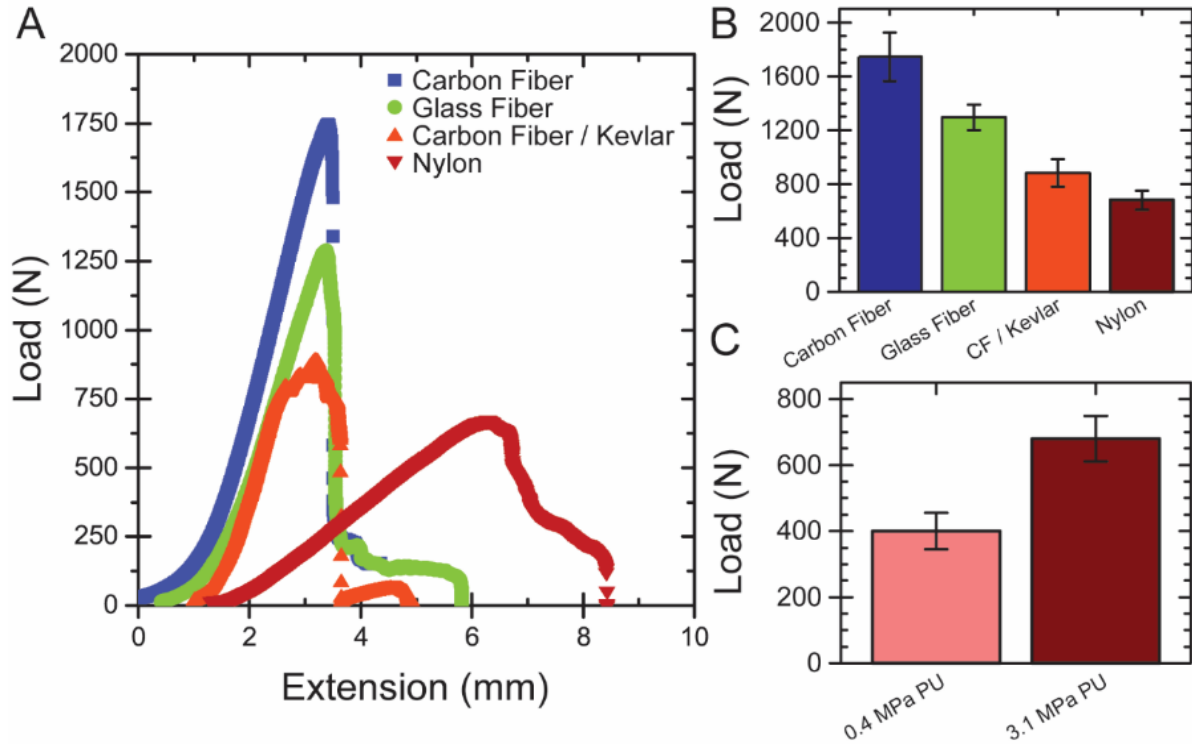 A
2000
1750
1500
1250
1000
750
500
250
0
Load (N)
Carbon Fiber
Glass Fiber
Carbon Fiber / Kevlar
Nylon
0 2 4 6 8 10
Extension (mm)
B
Load (N)
2000
1600
1200
800
400
0
Carbon Fiber
Glass Fiber
CF / Kevlar
Nylon
C
Load (N)
800
600
400
200
0
0.4 MPa PU
3.1 MPa PU